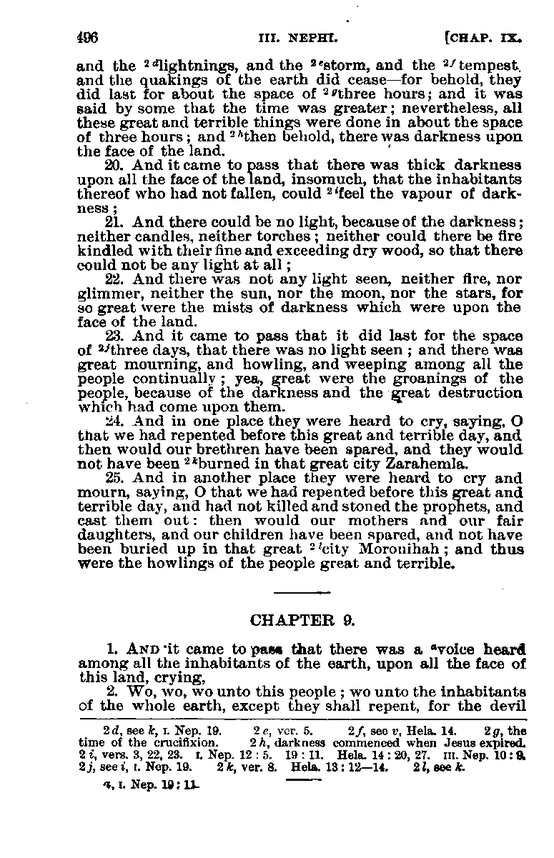 496 III. NEPHI. [CHAP. IX.
and the 2dlightnings, and the 2estorm, and the 2ftempest,
and the quakings of the earth did cease—for behold, they
did last for about the space of 2gthree hours; and it was
said by some that the time was greater; nevertheless, all
these great and terrible things were done in about the space
of three hours; and 2hthen behold, there was darkness upon
the face of the land.
20. And it came to pass that there was thick darkness
upon all the face of the land, insomuch, that the inhabitants
thereof who had not fallen, could 2ifeel the vapour of dark-
ness;
21. And there could be no light, because of the darkness;
neither candles, neither torches; neither could there be fire
kindled with their fine and exceeding dry wood, so that there
could not be any light at all;
22. And there was not any light seen, neither fire, nor
glimmer, neither the sun, nor the moon, nor the stars, for
so great were the mists of darkness which were upon the
face of the land.
23. And it came to pass that it did last for the space
of 2jthree days, that there was no light seen; and there was
great mourning, and howling, and weeping among all the
people continually; yea, great were the groanings of the
people, because of the darkness and the great destruction
which had come upon them.
24. And in one place they were heard to cry, saying, O
that we had repented before this great and terrible day, and
then would our brethren have been spared, and they would
not have been 2kburned in that great city Zarahemla.
25. And in another place they were heard to cry and
mourn, saying, O that we had repented before this great and
terrible day, and had not killed and stoned the prophets, and
cast them out: then would our mothers and our fair
daughters, and our children have been spared, and not have
been buried up in that great 2lcity Moronihah; and thus
were the howlings of the people great and terrible.
CHAPTER 9.
1. AND it came to pass that there was a avoice heard
among all the inhabitants of the earth, upon all the face of
this land, crying,
2. Wo, wo, wo unto this people; wo unto the inhabitants
of the whole earth, except they shall repent, for the devil
2d, see k, I. Nep. 19. 2e, ver. 5. 2f, see v, Hela. 14. 2g, the
time of the crucifixion. 2h, darkness commenced when Jesus expired.
2i, vers. 3, 22, 23. I. Nep. 12:5. 19:11. Hela. 14:20, 27. III. Nep. 10:9.
2j, see i, I. Nep. 19. 2k, ver. 8. Hela. 13:12—14. 2l, see k.
a, I. Nep. 19:11.